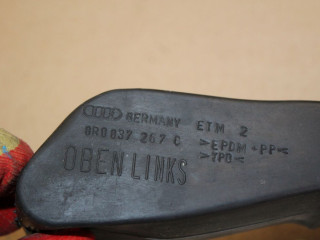 GERMANY ETM 2
8R0 837 267 C >EPDM+PP<
>TPO<
OBEN LINKS